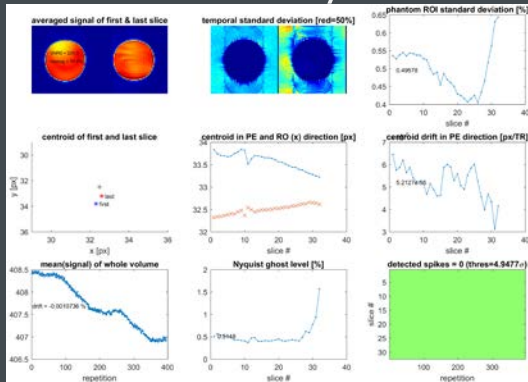 averaged signal of first & last slice
temporal standard deviation [red=50%]
phantom ROI standard deviation [%]
0.65
0.6
0.55
0.5
0.45
0.4
0.49578
0 10 20 30 40
slice #
centroid of first and last slice
30
32
34
36
y [px]
last
first
30 32 34 36
x [px]
centroid in PE and RO (x) direction [px]
34
33.5
33
32.5
32
0 10 20 30 40
slice #
centroid drift in PE direction [px/TR]
7
6
5
4
3
0 10 20 30 40
slice #
mean(signal) of whole volume
408.5
408
407.5
407
406.5
drift = -0.0010736 %
0 100 200 300 400
repetition
Nyquist ghost level [%]
2
1.5
1
0.5
0
0 10 20 30 40
slice #
detected spikes = 0 (thres=4.9477σ)
5
10
15
20
25
30
slice #
100 200 300
repetition